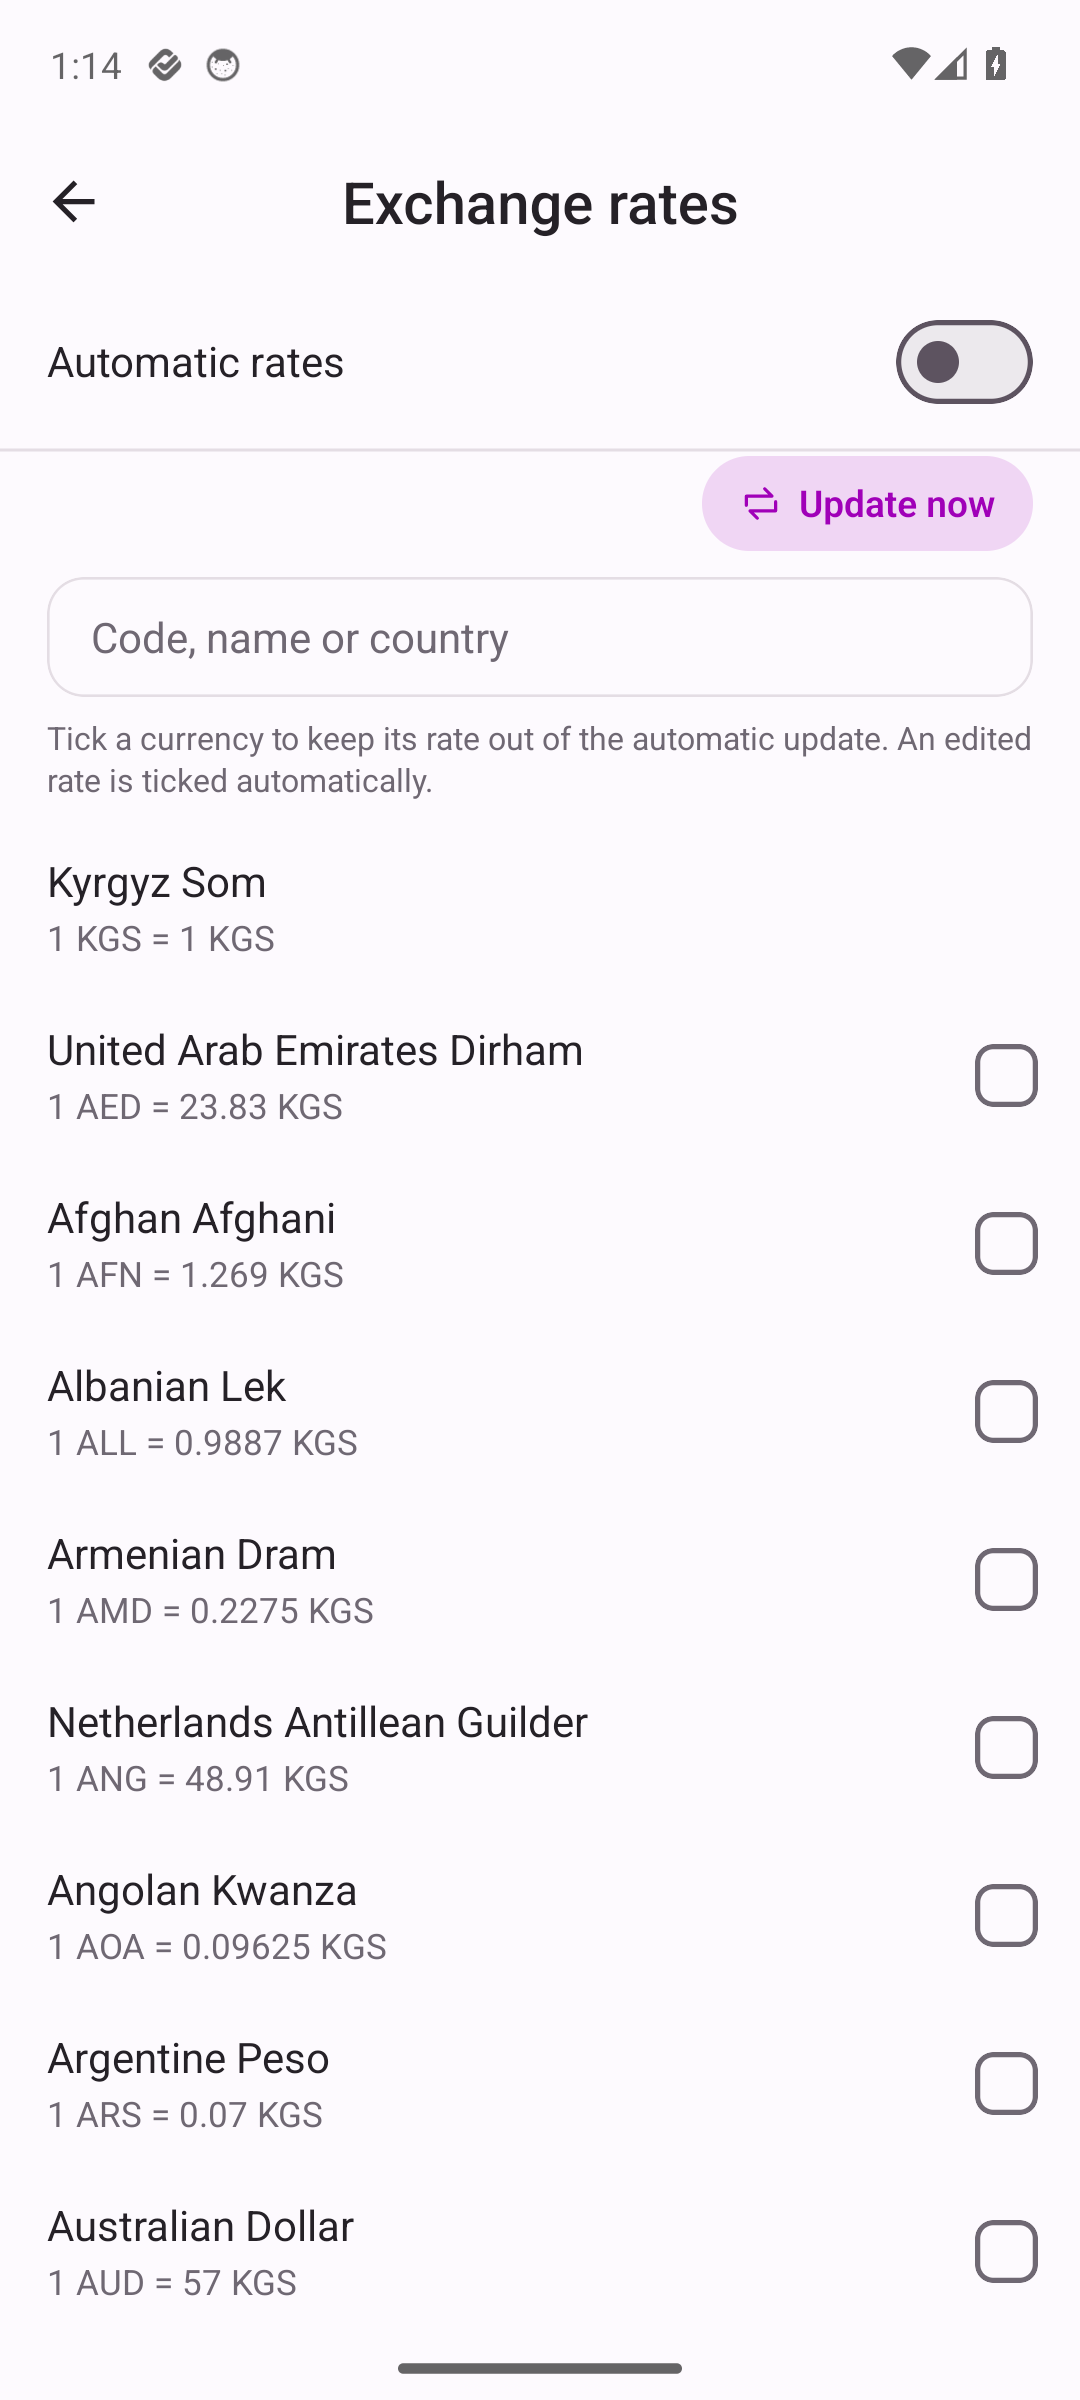 1:14
Exchange rates
Automatic rates
Update now
Code, name or country
Tick a currency to keep its rate out of the automatic update. An edited
rate is ticked automatically.
Kyrgyz Som
1 KGS = 1 KGS
United Arab Emirates Dirham
1 AED = 23.83 KGS
Afghan Afghani
1 AFN = 1.269 KGS
Albanian Lek
1 ALL = 0.9887 KGS
Armenian Dram
1 AMD = 0.2275 KGS
Netherlands Antillean Guilder
1 ANG = 48.91 KGS
Angolan Kwanza
1 AOA = 0.09625 KGS
Argentine Peso
1 ARS = 0.07 KGS
Australian Dollar
1 AUD = 57 KGS